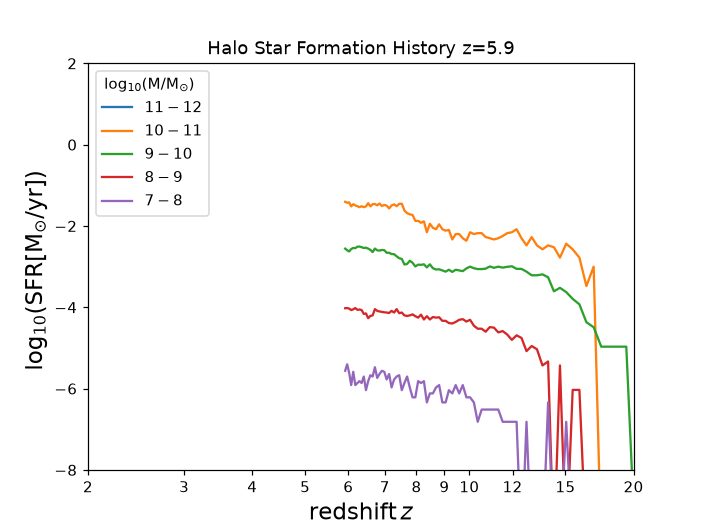 Halo Star Formation History z=5.9
log₁₀(M/M☉)
11 − 12
10 − 11
9 − 10
8 − 9
7 − 8
2
0
−2
−4
−6
−8
log₁₀(SFR[M☉/yr])
2 3 4 5 6 7 8 9 10 12 15 20
redshift z